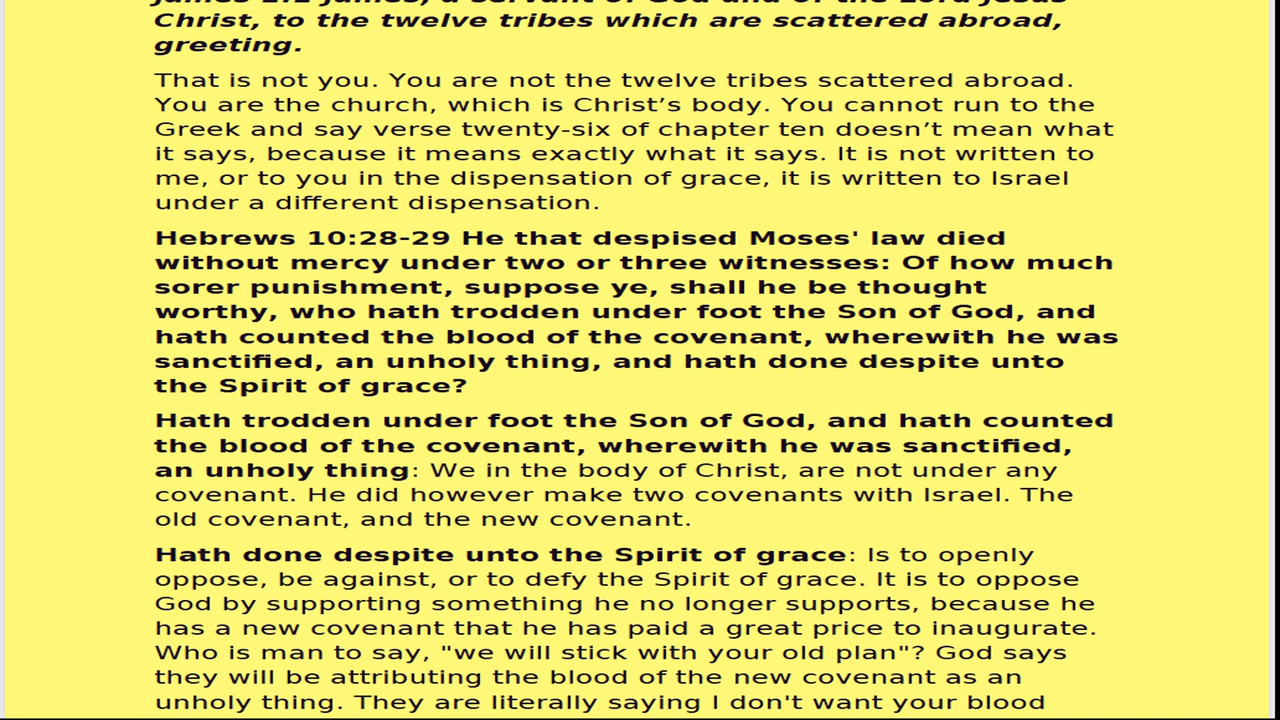 James 1:1 James, a servant of God and of the Lord Jesus
Christ, to the twelve tribes which are scattered abroad,
greeting.
That is not you. You are not the twelve tribes scattered abroad.
You are the church, which is Christ’s body. You cannot run to the
Greek and say verse twenty-six of chapter ten doesn’t mean what
it says, because it means exactly what it says. It is not written to
me, or to you in the dispensation of grace, it is written to Israel
under a different dispensation.
Hebrews 10:28-29 He that despised Moses' law died
without mercy under two or three witnesses: Of how much
sorer punishment, suppose ye, shall he be thought
worthy, who hath trodden under foot the Son of God, and
hath counted the blood of the covenant, wherewith he was
sanctified, an unholy thing, and hath done despite unto
the Spirit of grace?
Hath trodden under foot the Son of God, and hath counted
the blood of the covenant, wherewith he was sanctified,
an unholy thing: We in the body of Christ, are not under any
covenant. He did however make two covenants with Israel. The
old covenant, and the new covenant.
Hath done despite unto the Spirit of grace: Is to openly
oppose, be against, or to defy the Spirit of grace. It is to oppose
God by supporting something he no longer supports, because he
has a new covenant that he has paid a great price to inaugurate.
Who is man to say, "we will stick with your old plan"? God says
they will be attributing the blood of the new covenant as an
unholy thing. They are literally saying I don't want your blood